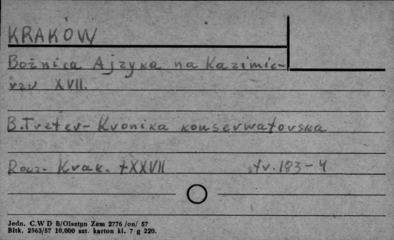 KRAKÓW
Bożnica Ajzyka na Kazimie-
rzu XVII.
B.Treter- Kronika konserwatorska
Rocz. Krak. tXXVII str. 183-4
Jedn. C.W D B/Olsztyn Zam 2776 /on/ 57
Bltk. 2563/57 10.000 szt. karton kl. 7 g 220.